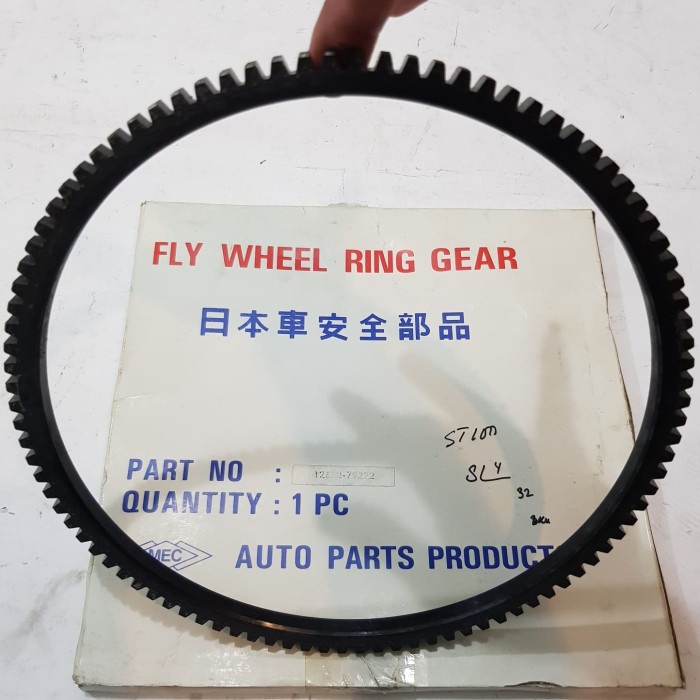 FLY WHEEL RING GEAR
日本車安全部品
PART NO :
QUANTITY : 1 PC
MEC AUTO PARTS PRODUCT
ST100